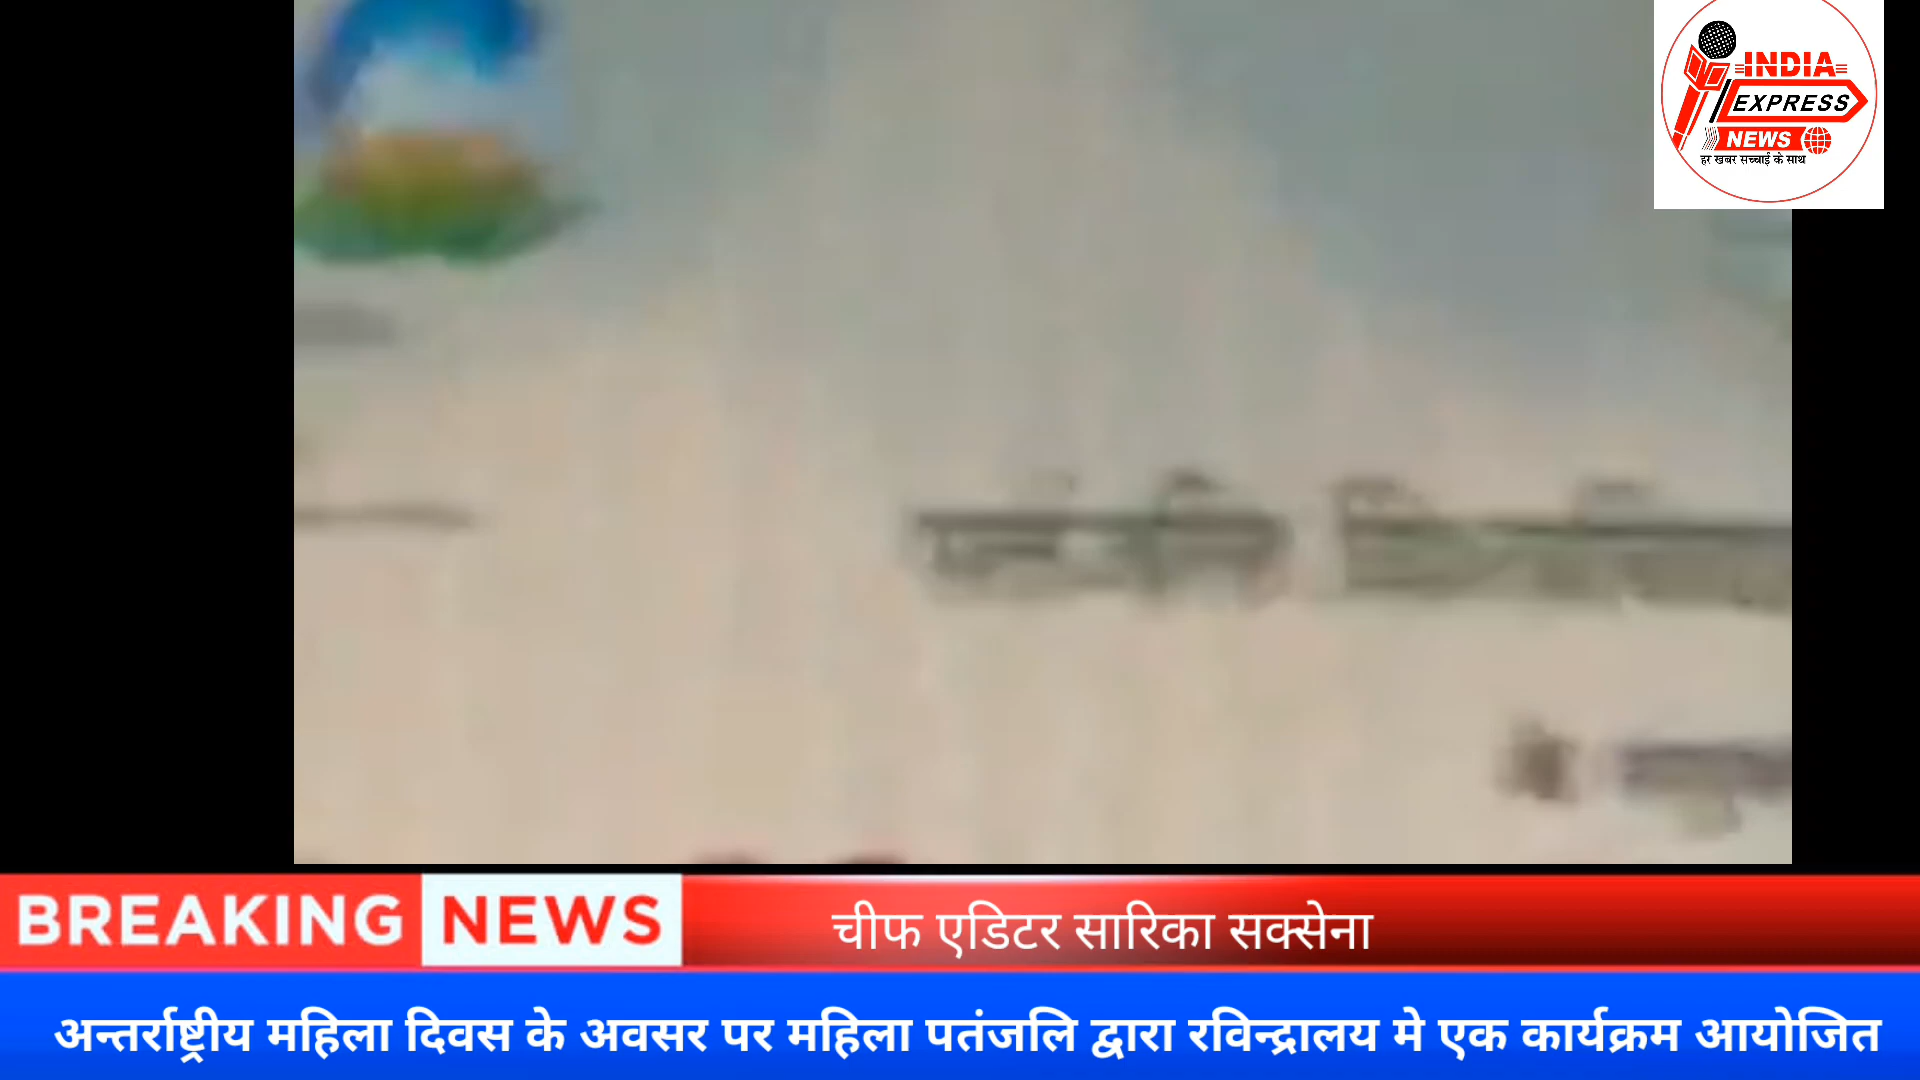 INDIA
EXPRESS
NEWS
हर खबर सच्चाई के साथ
BREAKING NEWS
चीफ एडिटर सारिका सक्सेना
अन्तर्राष्ट्रीय महिला दिवस के अवसर पर महिला पतंजलि द्वारा रविन्द्रालय मे एक कार्यक्रम आयोजित